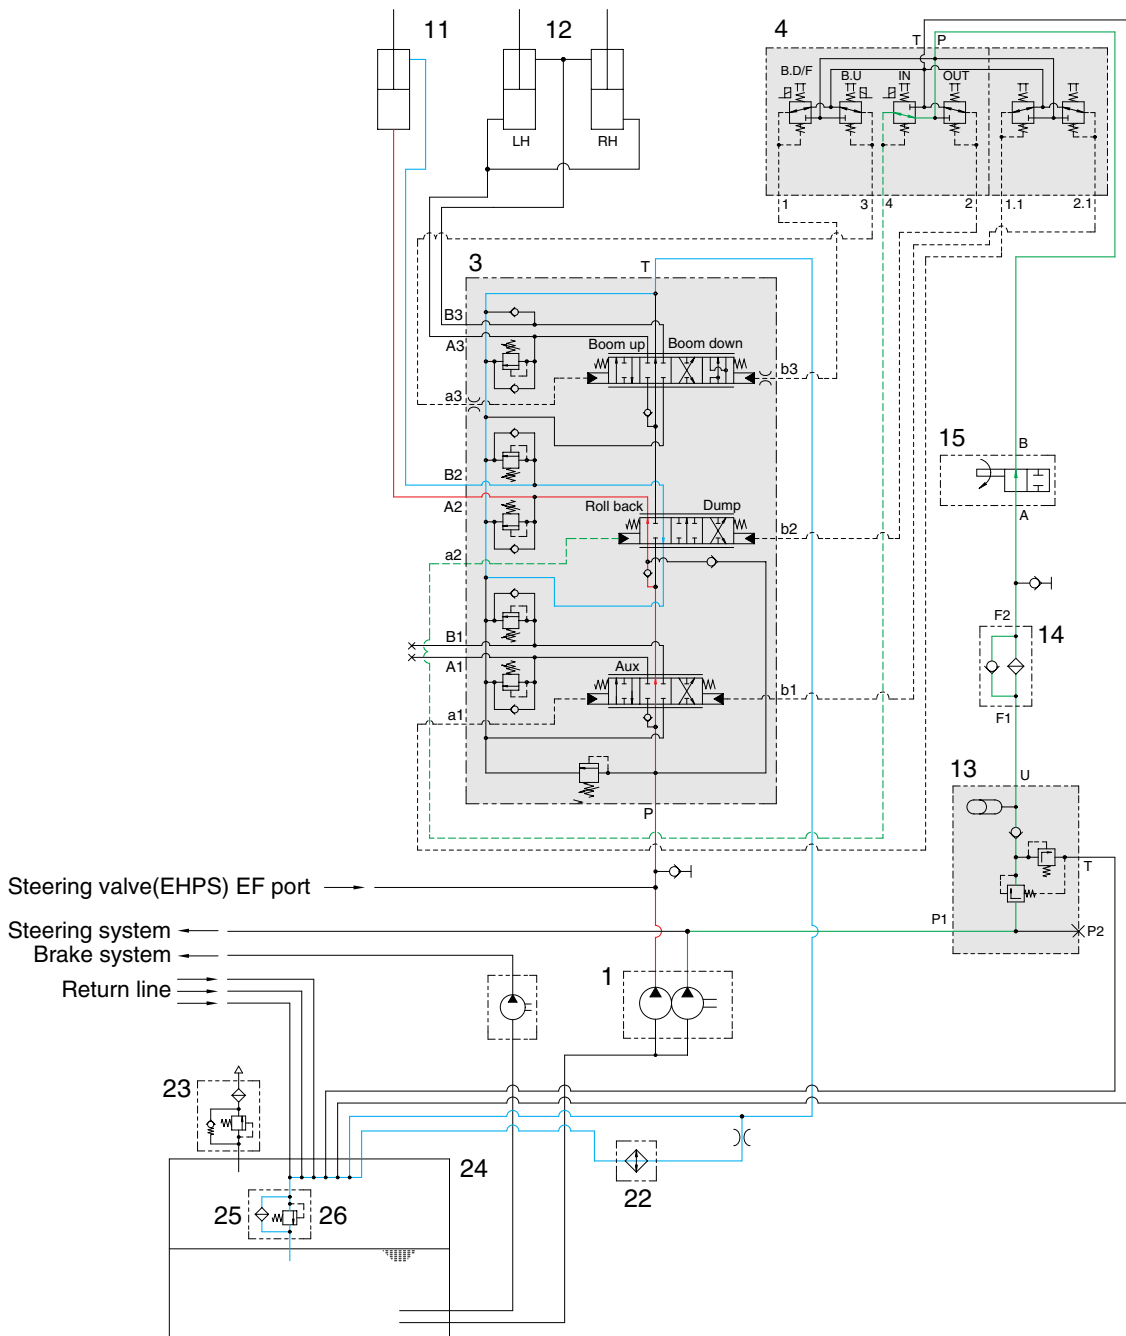 11
12
4
T P
B.D/F B.U IN OUT
LH RH
1 3 4 2 1.1 2.1
3
T
B3
A3
Boom up Boom down
a3
b3
B2
A2
Roll back Dump
a2
b2
B1
A1
Aux
a1
b1
P
15
B
A
F2
14
F1
13
U
T
P1
P2
Steering valve(EHPS) EF port
Steering system
Brake system
Return line
1
23
24
25 26
22